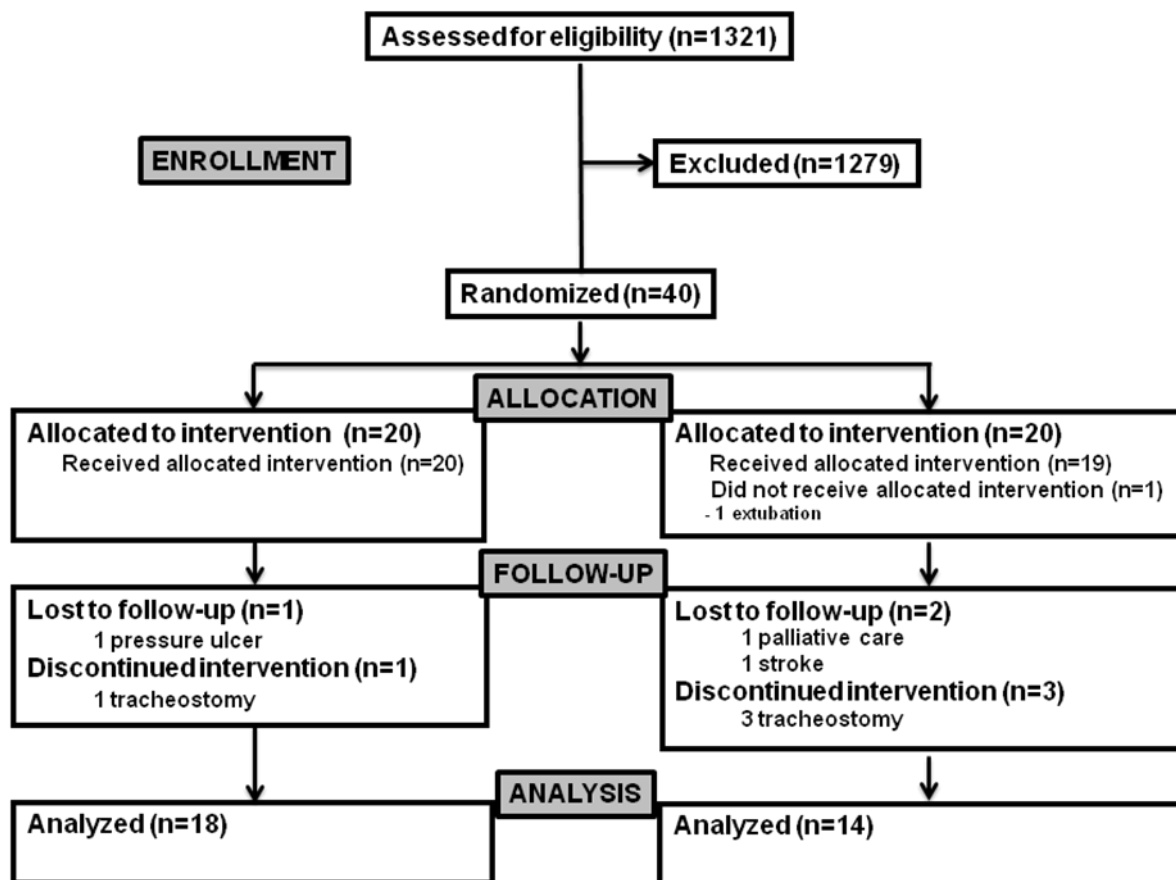 Assessed for eligibility (n=1321)
ENROLLMENT
Excluded (n=1279)
Randomized (n=40)
ALLOCATION
Allocated to intervention (n=20)
Received allocated intervention (n=20)
Allocated to intervention (n=20)
Received allocated intervention (n=19)
Did not receive allocated intervention (n=1)
- 1 extubation
FOLLOW-UP
Lost to follow-up (n=1)
1 pressure ulcer
Discontinued intervention (n=1)
1 tracheostomy
Lost to follow-up (n=2)
1 palliative care
1 stroke
Discontinued intervention (n=3)
3 tracheostomy
ANALYSIS
Analyzed (n=18)
Analyzed (n=14)